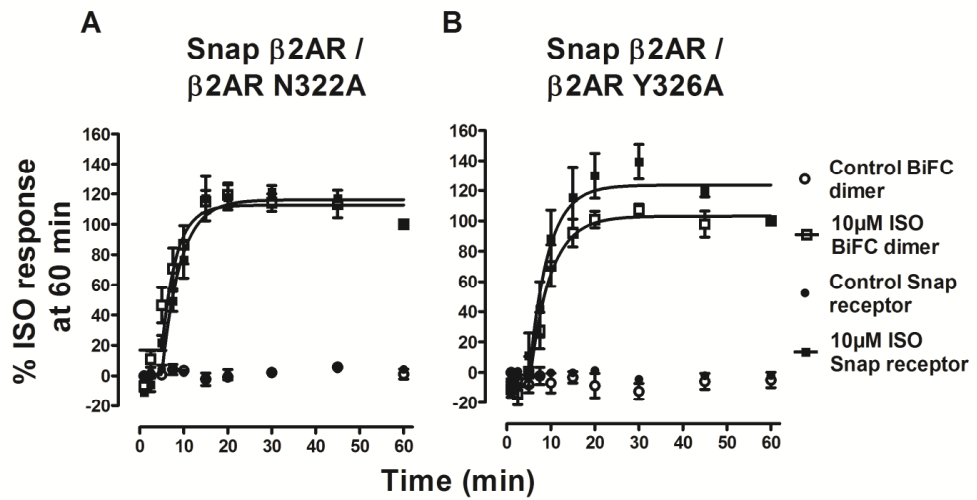 A
Snap β2AR /
β2AR N322A
B
Snap β2AR /
β2AR Y326A
% ISO response
at 60 min
160
140
120
100
80
60
40
20
0
-20
0 10 20 30 40 50 60
160
140
120
100
80
60
40
20
0
-20
0 10 20 30 40 50 60
Time (min)
Control BiFC
dimer
10µM ISO
BiFC dimer
Control Snap
receptor
10µM ISO
Snap receptor